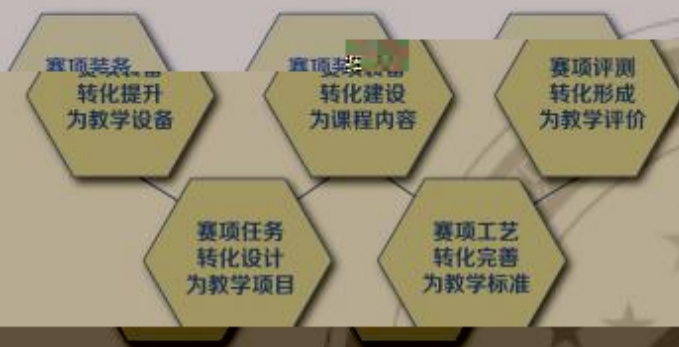 赛项装备
转化提升
为教学设备
赛项
转化建设
为课程内容
赛项评测
转化形成
为教学评价
赛项任务
转化设计
为教学项目
赛项工艺
转化完善
为教学标准